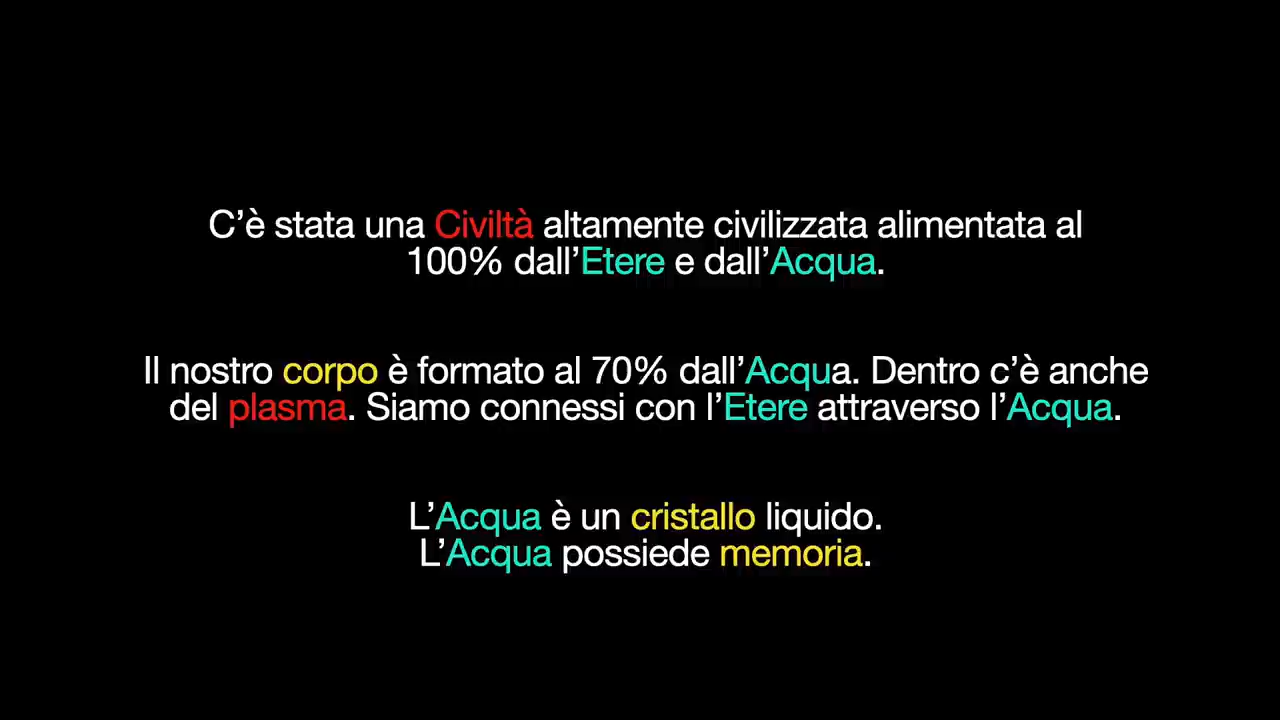 C’è stata una Civiltà altamente civilizzata alimentata al
100% dall’Etere e dall’Acqua.
Il nostro corpo è formato al 70% dall’Acqua. Dentro c’è anche
del plasma. Siamo connessi con l’Etere attraverso l’Acqua.
L’Acqua è un cristallo liquido.
L’Acqua possiede memoria.